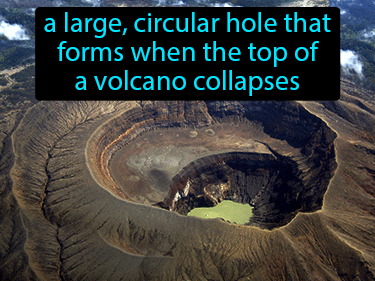 a large, circular hole that
forms when the top of
a volcano collapses